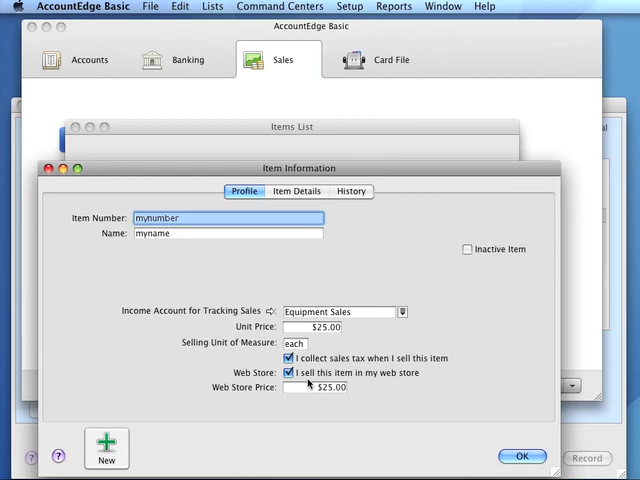 AccountEdge Basic File Edit Lists Command Centers Setup Reports Window Help
AccountEdge Basic
Accounts Banking Sales Card File
Items List
Item Information
Profile Item Details History
Item Number: mynumber
Name: myname
Inactive Item
Income Account for Tracking Sales Equipment Sales
Unit Price: $25.00
Selling Unit of Measure: each
I collect sales tax when I sell this item
Web Store: I sell this item in my web store
Web Store Price: $25.00
? ? New OK Record